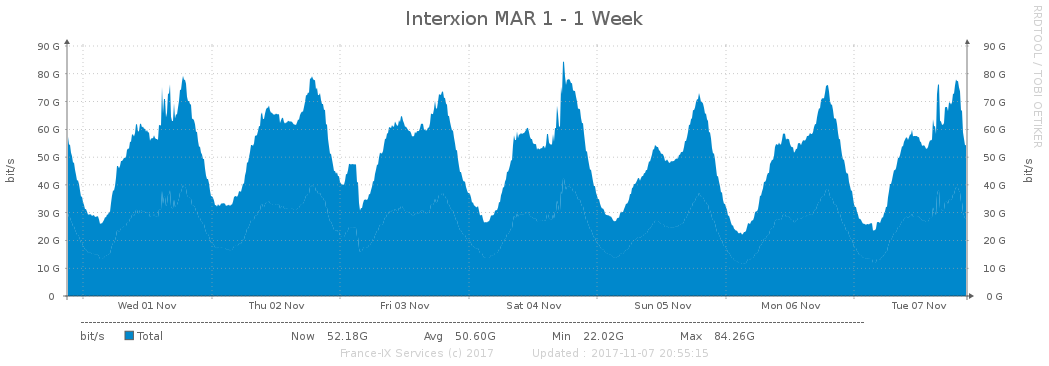 Interxion MAR 1 - 1 Week
RRDTOOL / TOBI OETIKER
90 G 90 G
80 G 80 G
70 G 70 G
60 G 60 G
50 G 50 G
40 G 40 G
30 G 30 G
20 G 20 G
10 G 10 G
0 0 G
bit/s
bit/s
Wed 01 Nov Thu 02 Nov Fri 03 Nov Sat 04 Nov Sun 05 Nov Mon 06 Nov Tue 07 Nov
bit/s Total Now 52.18G Avg 50.60G Min 22.02G Max 84.26G
France-IX Services (c) 2017 Updated : 2017-11-07 20:55:15